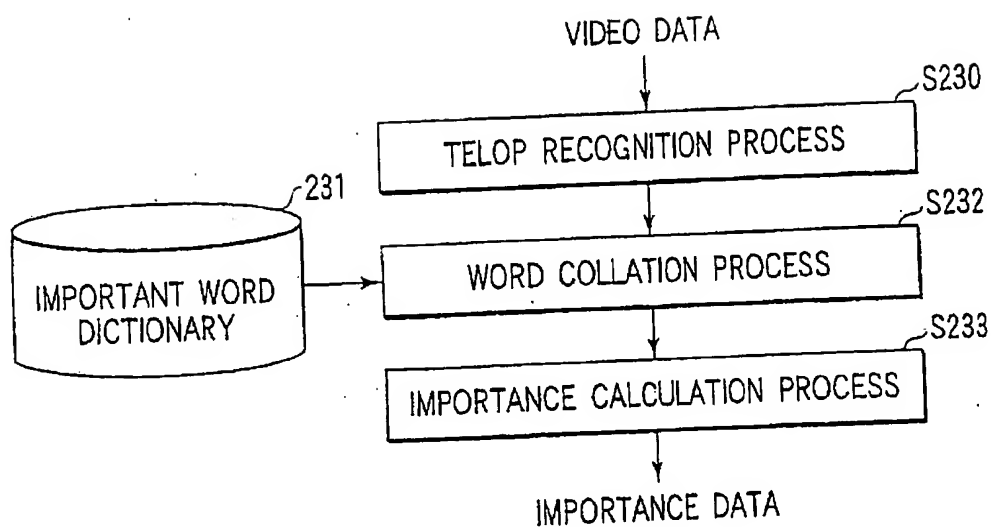 VIDEO DATA
S230
TELOP RECOGNITION PROCESS
231
S232
WORD COLLATION PROCESS
IMPORTANT WORD
DICTIONARY
S233
IMPORTANCE CALCULATION PROCESS
IMPORTANCE DATA